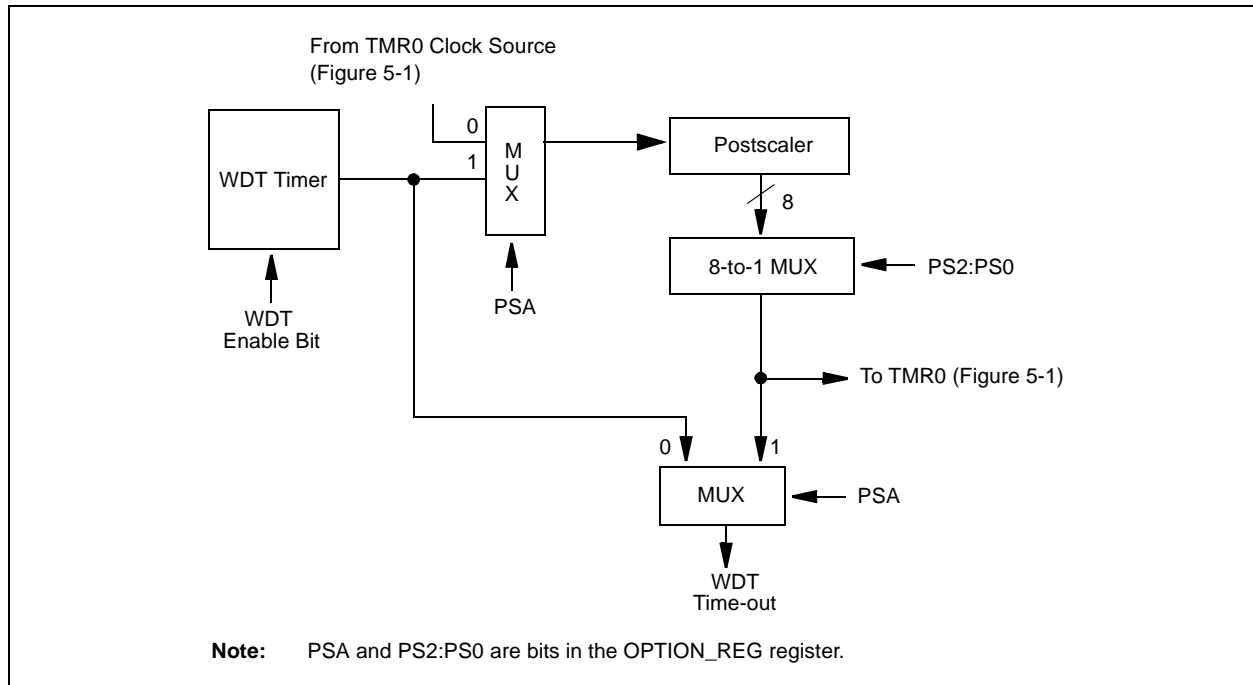 From TMR0 Clock Source
(Figure 5-1)
0
1
M
U
X
WDT Timer
Postscaler
8
8-to-1 MUX
PS2:PS0
PSA
WDT
Enable Bit
To TMR0 (Figure 5-1)
0
1
MUX
PSA
WDT
Time-out
Note: PSA and PS2:PS0 are bits in the OPTION_REG register.